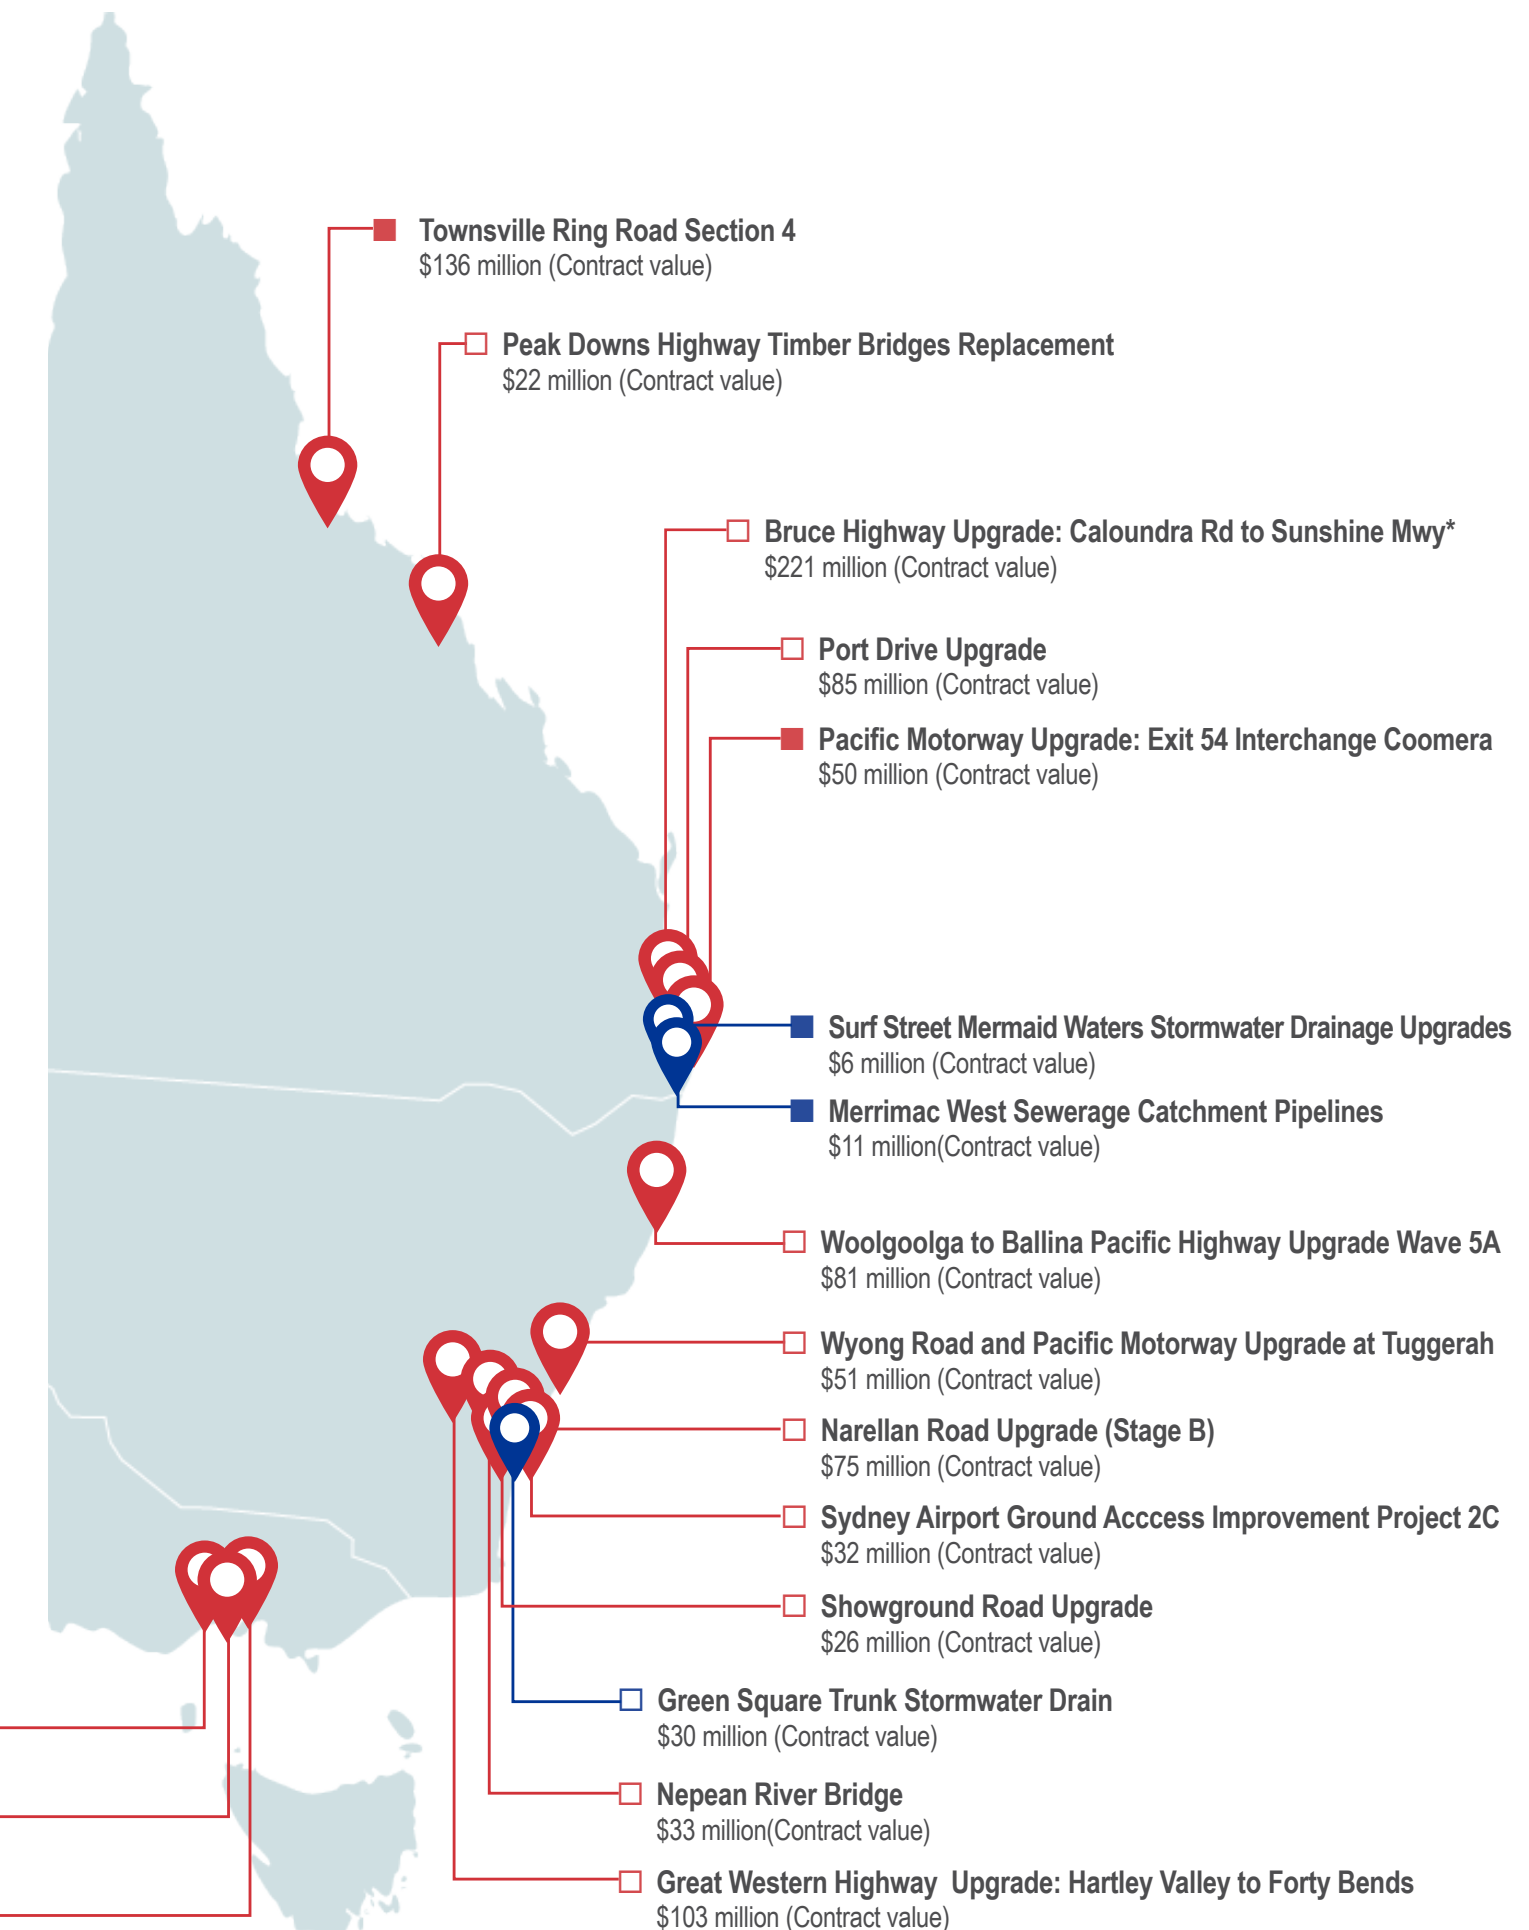 Townsville Ring Road Section 4
$136 million (Contract value)
Peak Downs Highway Timber Bridges Replacement
$22 million (Contract value)
Bruce Highway Upgrade: Caloundra Rd to Sunshine Mwy*
$221 million (Contract value)
Port Drive Upgrade
$85 million (Contract value)
Pacific Motorway Upgrade: Exit 54 Interchange Coomera
$50 million (Contract value)
Surf Street Mermaid Waters Stormwater Drainage Upgrades
$6 million (Contract value)
Merrimac West Sewerage Catchment Pipelines
$11 million(Contract value)
Woolgoolga to Ballina Pacific Highway Upgrade Wave 5A
$81 million (Contract value)
Wyong Road and Pacific Motorway Upgrade at Tuggerah
$51 million (Contract value)
Narellan Road Upgrade (Stage B)
$75 million (Contract value)
Sydney Airport Ground Acccess Improvement Project 2C
$32 million (Contract value)
Showground Road Upgrade
$26 million (Contract value)
Green Square Trunk Stormwater Drain
$30 million (Contract value)
Nepean River Bridge
$33 million(Contract value)
Great Western Highway  Upgrade: Hartley Valley to Forty Bends
$103 million (Contract value)